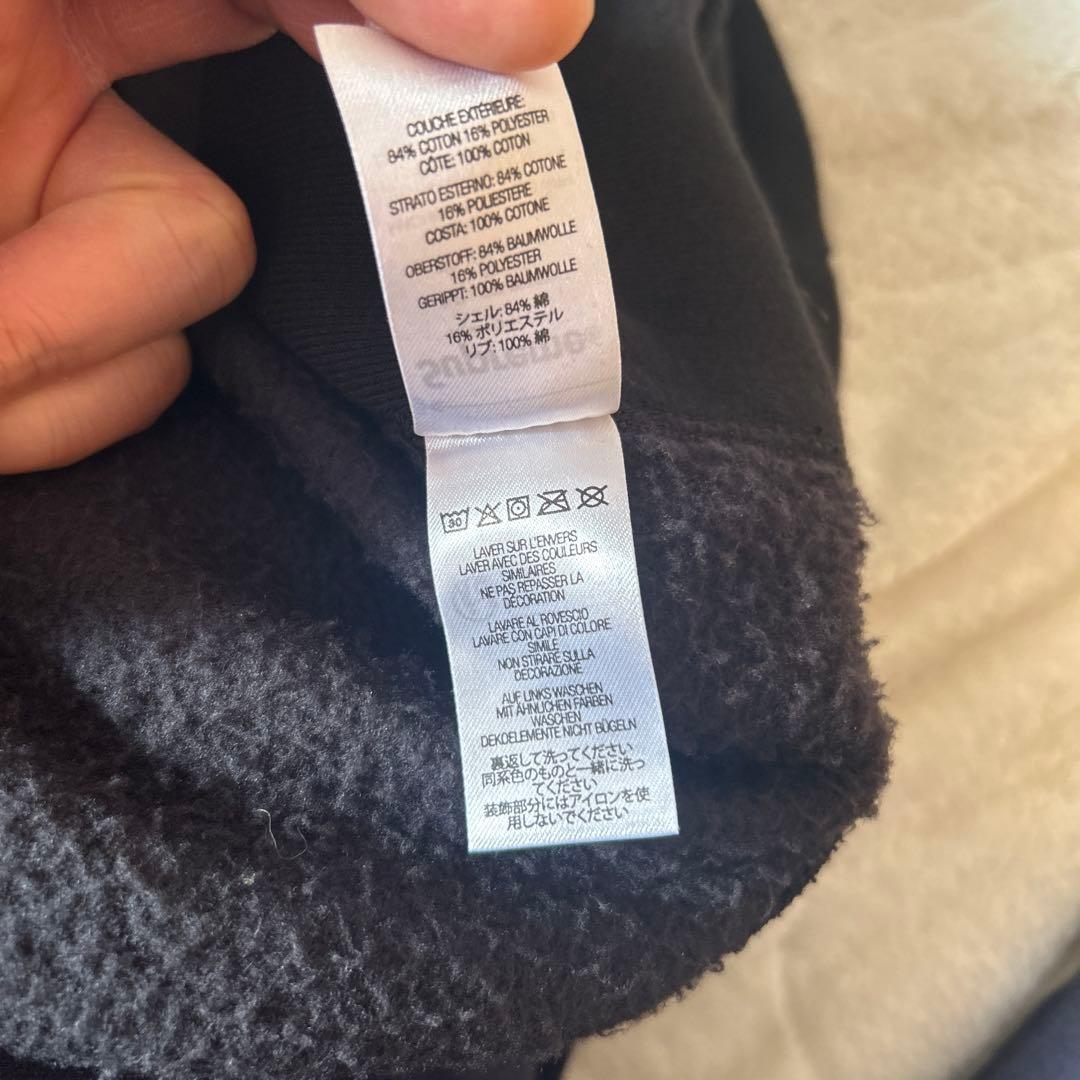 COUCHE EXTÉRIEURE:
84% COTON 16% POLYESTER
CÔTE: 100% COTON
STRATO ESTERNO: 84% COTONE
16% POLIESTERE
COSTA: 100% COTONE
OBERSTOFF: 84% BAUMWOLLE
16% POLYESTER
GERIPPT: 100% BAUMWOLLE
シェル: 84% 綿
16% ポリエステル
リブ: 100% 綿
Supreme
30
LAVER SUR L'ENVERS
LAVER AVEC DES COULEURS
SIMILAIRES
NE PAS REPASSER LA
DÉCORATION
LAVARE AL ROVESCIO
LAVARE CON CAPI DI COLORE
SIMILE
NON STIRARE SULLA
DECORAZIONE
AUF LINKS WASCHEN
MIT ÄHNLICHEN FARBEN
WASCHEN
DEKOELEMENTE NICHT BÜGELN
裏返して洗ってください
同系色のものと一緒に洗っ
てください
装飾部分にはアイロンを使
用しないでください